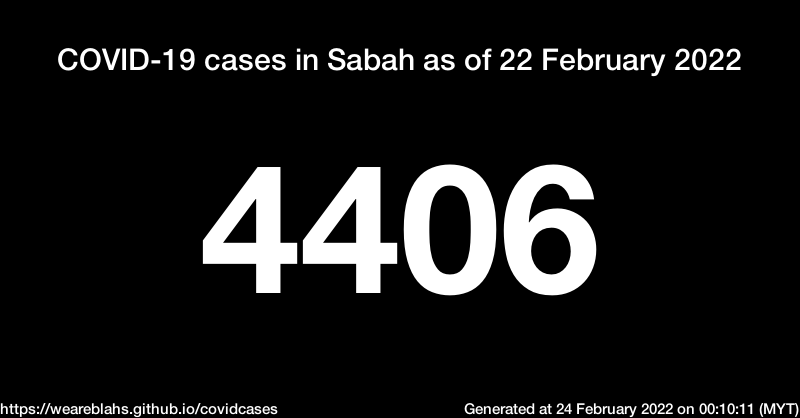 COVID-19 cases in Sabah as of 22 February 2022
4406
https://weareblahs.github.io/covidcases
Generated at 24 February 2022 on 00:10:11 (MYT)